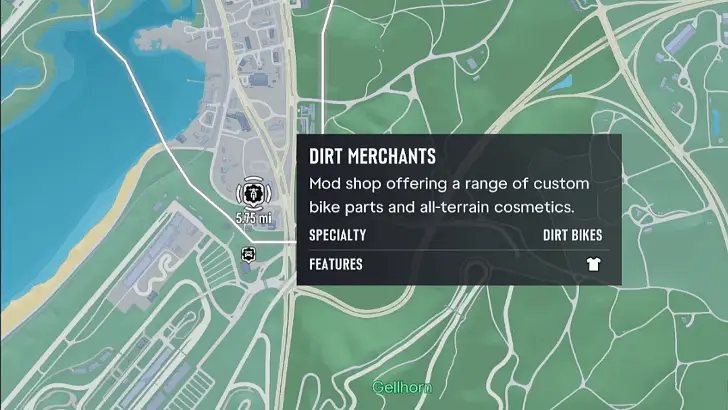 DIRT MERCHANTS
Mod shop offering a range of custom
bike parts and all-terrain cosmetics.
SPECIALTY DIRT BIKES
FEATURES
5.75 mi
Gellhorn